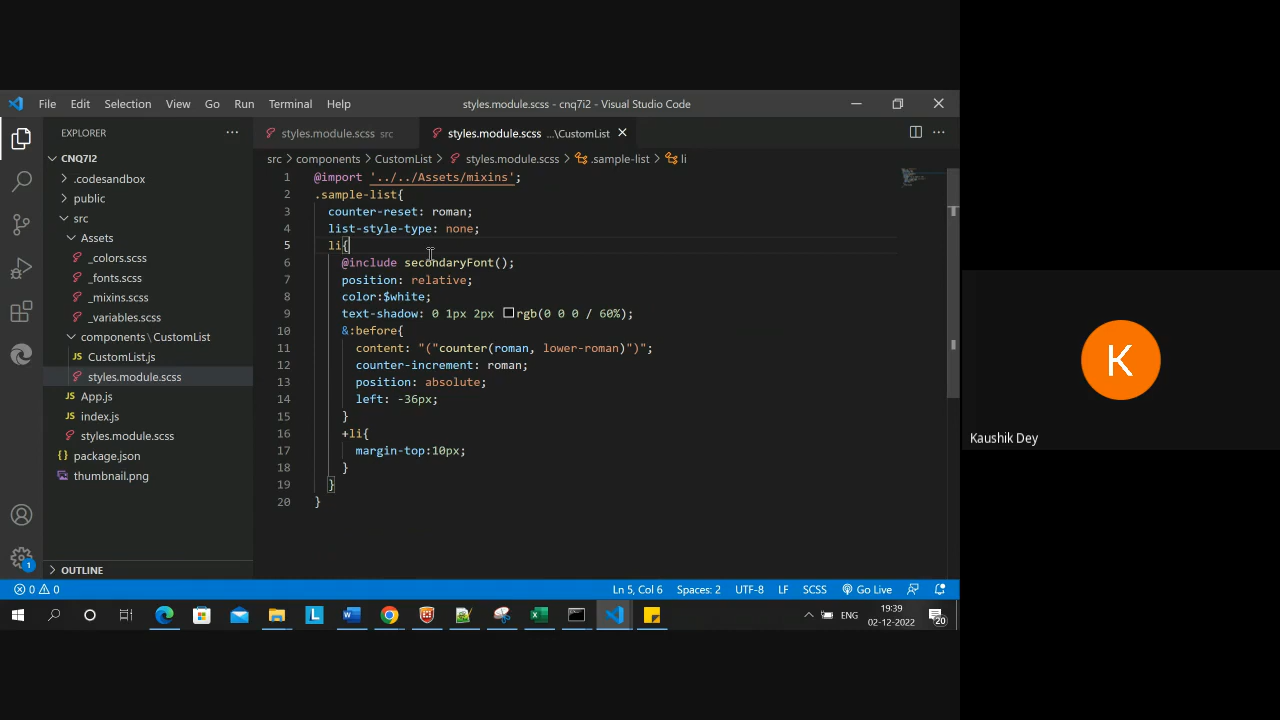 File Edit Selection View Go Run Terminal Help
styles.module.scss - cnq7i2 - Visual Studio Code
EXPLORER
CNQ7I2
.codesandbox
public
src
Assets
_colors.scss
_fonts.scss
_mixins.scss
_variables.scss
components \ CustomList
JS CustomList.js
styles.module.scss
JS App.js
JS index.js
styles.module.scss
{} package.json
thumbnail.png
OUTLINE
styles.module.scss src
styles.module.scss ...\CustomList
src > components > CustomList > styles.module.scss > .sample-list > li
1 @import '../../Assets/mixins';
2 .sample-list{
3 counter-reset: roman;
4 list-style-type: none;
5 li{
6 @include secondaryFont();
7 position: relative;
8 color:$white;
9 text-shadow: 0 1px 2px rgb(0 0 0 / 60%);
10 &:before{
11 content: "("counter(roman, lower-roman)")";
12 counter-increment: roman;
13 position: absolute;
14 left: -36px;
15 }
16 +li{
17 margin-top:10px;
18 }
19 }
20 }
0 0
Ln 5, Col 6 Spaces: 2 UTF-8 LF SCSS Go Live
1
L W X
ENG
19:39
02-12-2022
20
K
Kaushik Dey